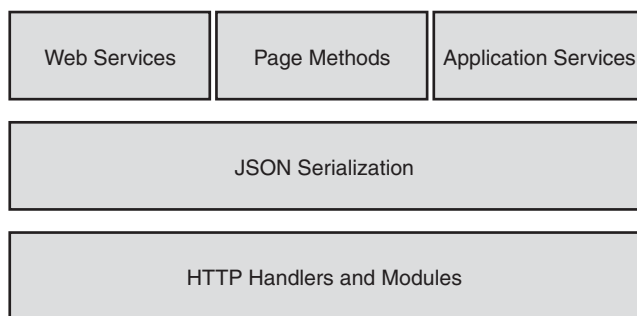 Web Services
Page Methods
Application Services
JSON Serialization
HTTP Handlers and Modules